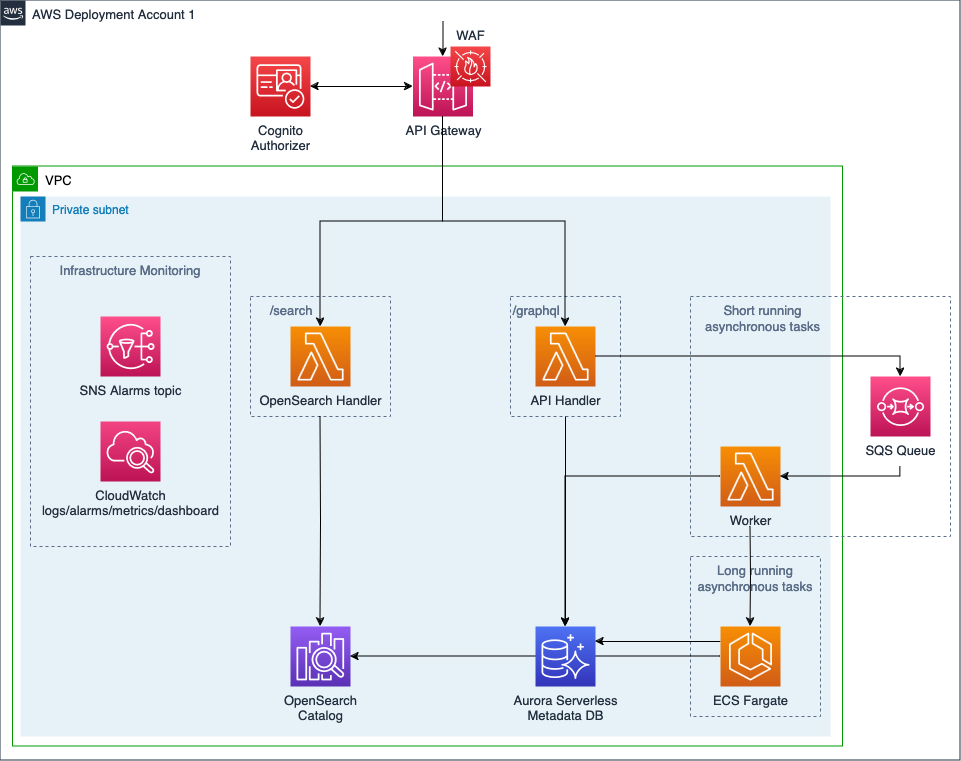 aws
AWS Deployment Account 1
WAF
Cognito
Authorizer
API Gateway
VPC
Private subnet
Infrastructure Monitoring
SNS Alarms topic
CloudWatch
logs/alarms/metrics/dashboard
/search
OpenSearch Handler
/graphql
API Handler
Short running
asynchronous tasks
SQS Queue
Worker
Long running
asynchronous tasks
OpenSearch
Catalog
Aurora Serverless
Metadata DB
ECS Fargate